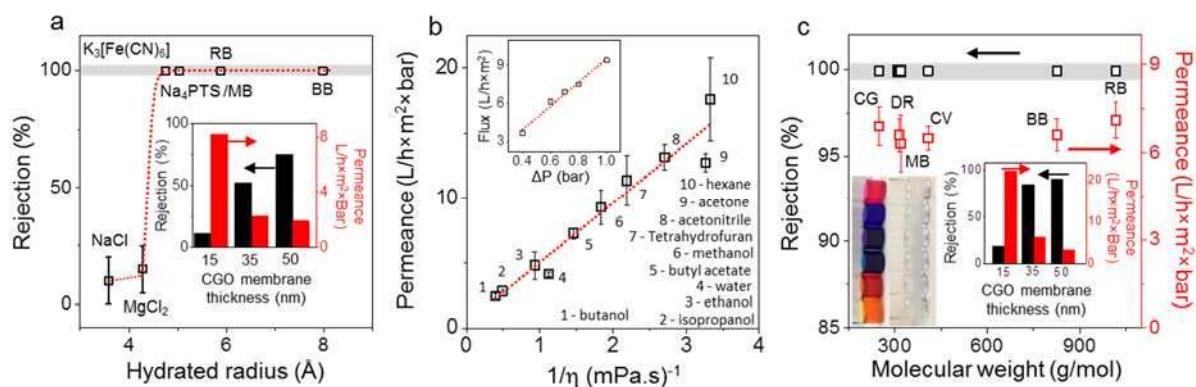 a
K₃[Fe(CN)₆]
RB
100
Na₄PTS/MB
BB
Rejection (%)
50
0
NaCl
MgCl₂
100
50
0
Rejection (%)
8
4
0
Permeance
L/h×m²×Bar)
15 35 50
CGO membrane
thickness (nm)
4 6 8
Hydrated radius (Å)
b
Permeance (L/h×m²×bar)
20
10
0
Flux (L/h×m²)
9
6
3
0.4 0.6 0.8 1.0
ΔP (bar)
1
2
3
4
5
6
7
8
9
10
10 - hexane
9 - acetone
8 - acetonitrile
7 - Tetrahydrofuran
6 - methanol
5 - butyl acetate
4 - water
3 - ethanol
2 - isopropanol
1 - butanol
0 1 2 3 4
1/η (mPa.s)⁻¹
c
Rejection (%)
100
95
90
85
CG
DR
MB
CV
BB
RB
9
6
3
0
Permeance (L/h×m²×bar)
Rejection (%)
100
50
0
20
10
0
Permeance
L/h×m²×Bar)
15 35 50
CGO membrane
thickness (nm)
300 600 900
Molecular weight (g/mol)